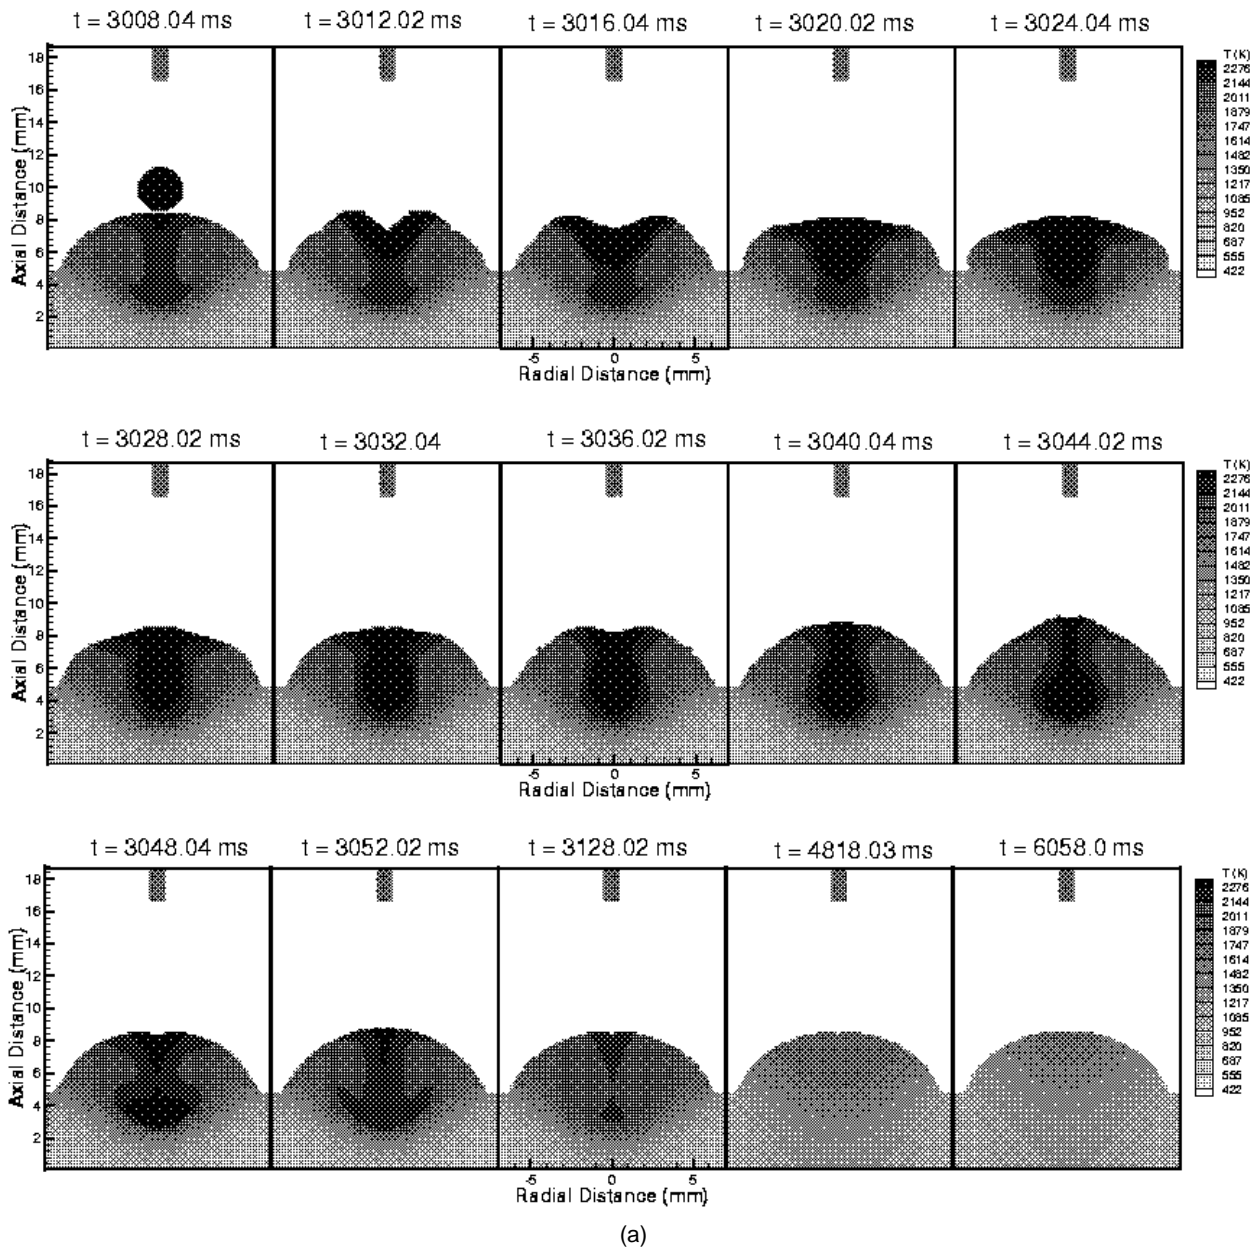 t = 3008.04 ms
t = 3012.02 ms
t = 3016.04 ms
t = 3020.02 ms
t = 3024.04 ms
Axial Distance (mm)
18
16
14
12
10
8
6
4
2
-5 0 5
Radial Distance (mm)
T (K)
2276
2144
2011
1879
1747
1614
1482
1350
1217
1085
952
820
687
555
422
t = 3028.02 ms
t = 3032.04
t = 3036.02 ms
t = 3040.04 ms
t = 3044.02 ms
Axial Distance (mm)
18
16
14
12
10
8
6
4
2
-5 0 5
Radial Distance (mm)
T (K)
2276
2144
2011
1879
1747
1614
1482
1350
1217
1085
952
820
687
555
422
t = 3048.04 ms
t = 3052.02 ms
t = 3128.02 ms
t = 4818.03 ms
t = 6058.0 ms
Axial Distance (mm)
18
16
14
12
10
8
6
4
2
-5 0 5
Radial Distance (mm)
T (K)
2276
2144
2011
1879
1747
1614
1482
1350
1217
1085
952
820
687
555
422
(a)